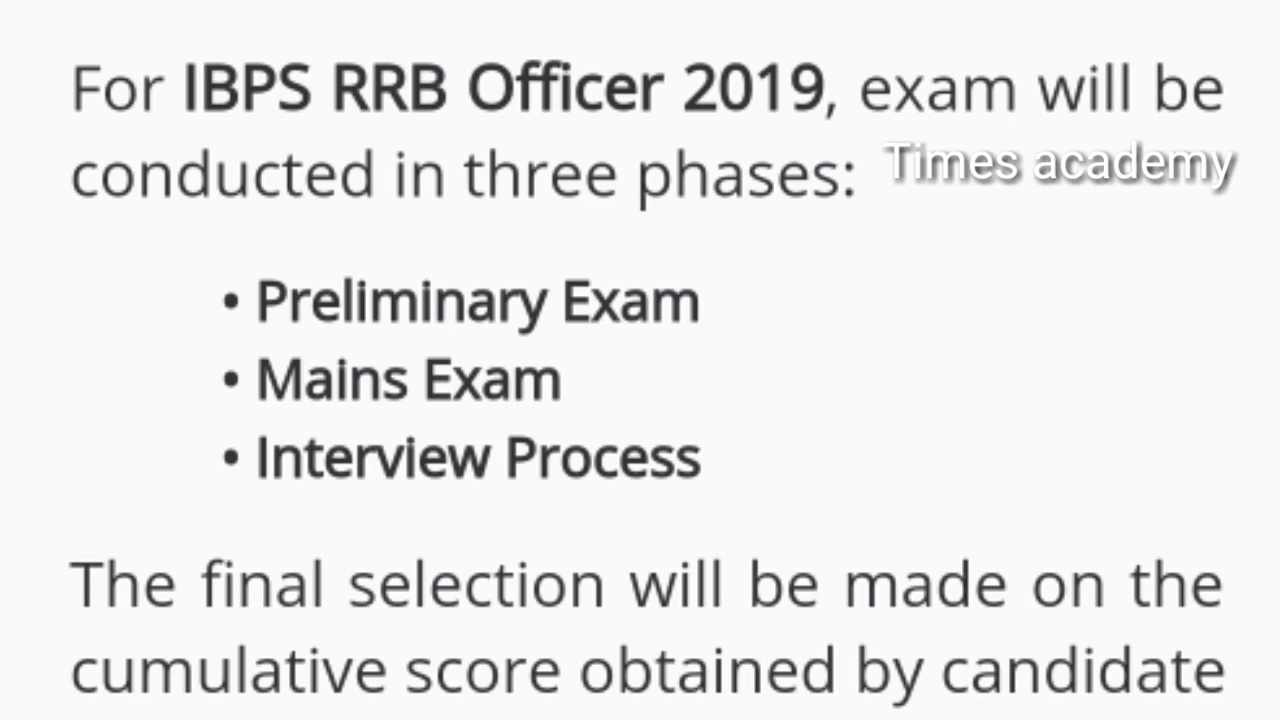 For IBPS RRB Officer 2019, exam will be
conducted in three phases:
Times academy
• Preliminary Exam
• Mains Exam
• Interview Process
The final selection will be made on the
cumulative score obtained by candidate